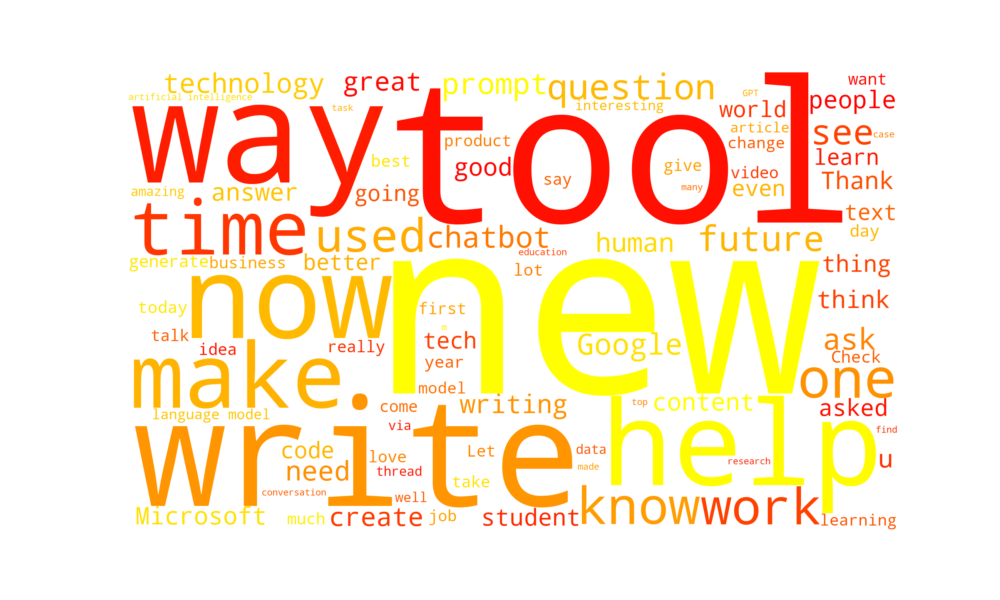 technology great prompt question want
artificial intelligence task interesting GPT world people
way tool article
product change see case
best good give video learn
amazing answer going say many even Thank
time used chatbot human future text
day
generate business better education lot thing
now new
today first think
talk idea really tech Google ask
year Check
make model one
language model come writing top content asked
write via help find
code Let data u
need love thread take made research
conversation well
Microsoft much create job student know work learning